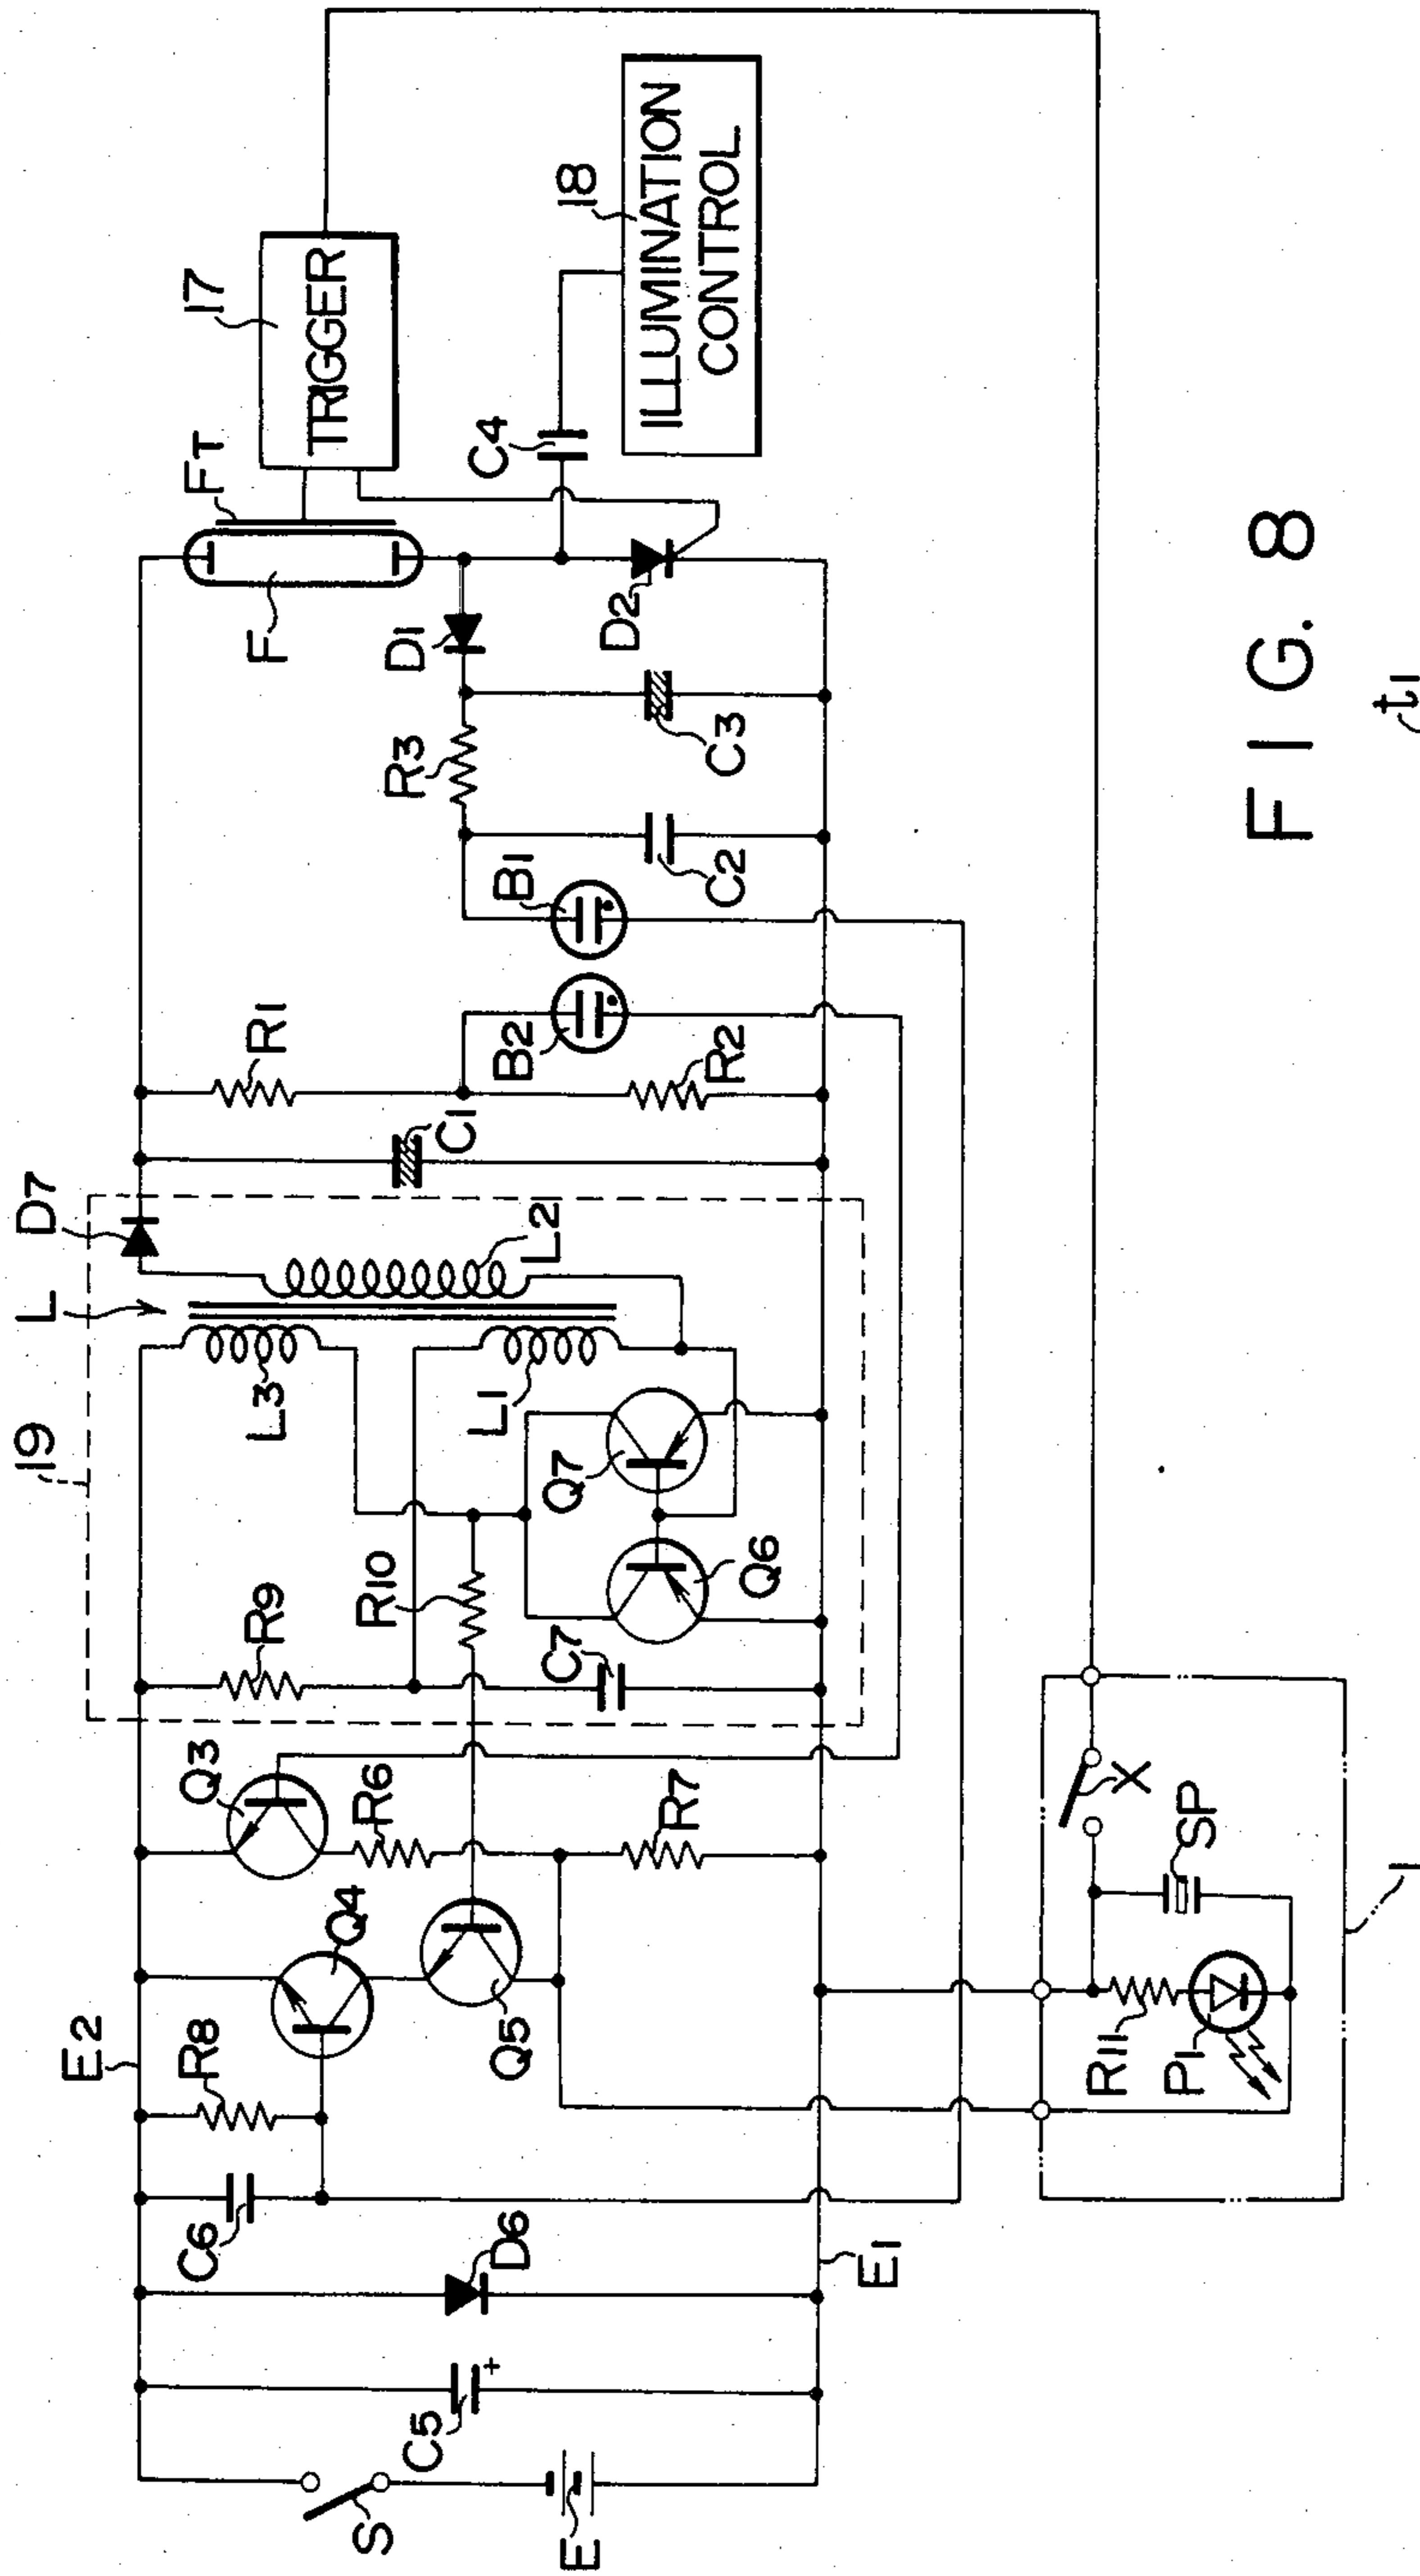 19
L
D7
E2
R8
Q4
Q3
R9
L3
R1
F
FT
17
TRIGGER
C6
R6
R10
L1
L2
C1
R3
D1
C4
18
ILLUMINATION
CONTROL
C5
D6
Q5
R7
C7
Q7
Q6
B2
B1
R2
C2
C3
D2
S
E
+
E1
R11
P1
SP
X
1
FIG. 8
t1